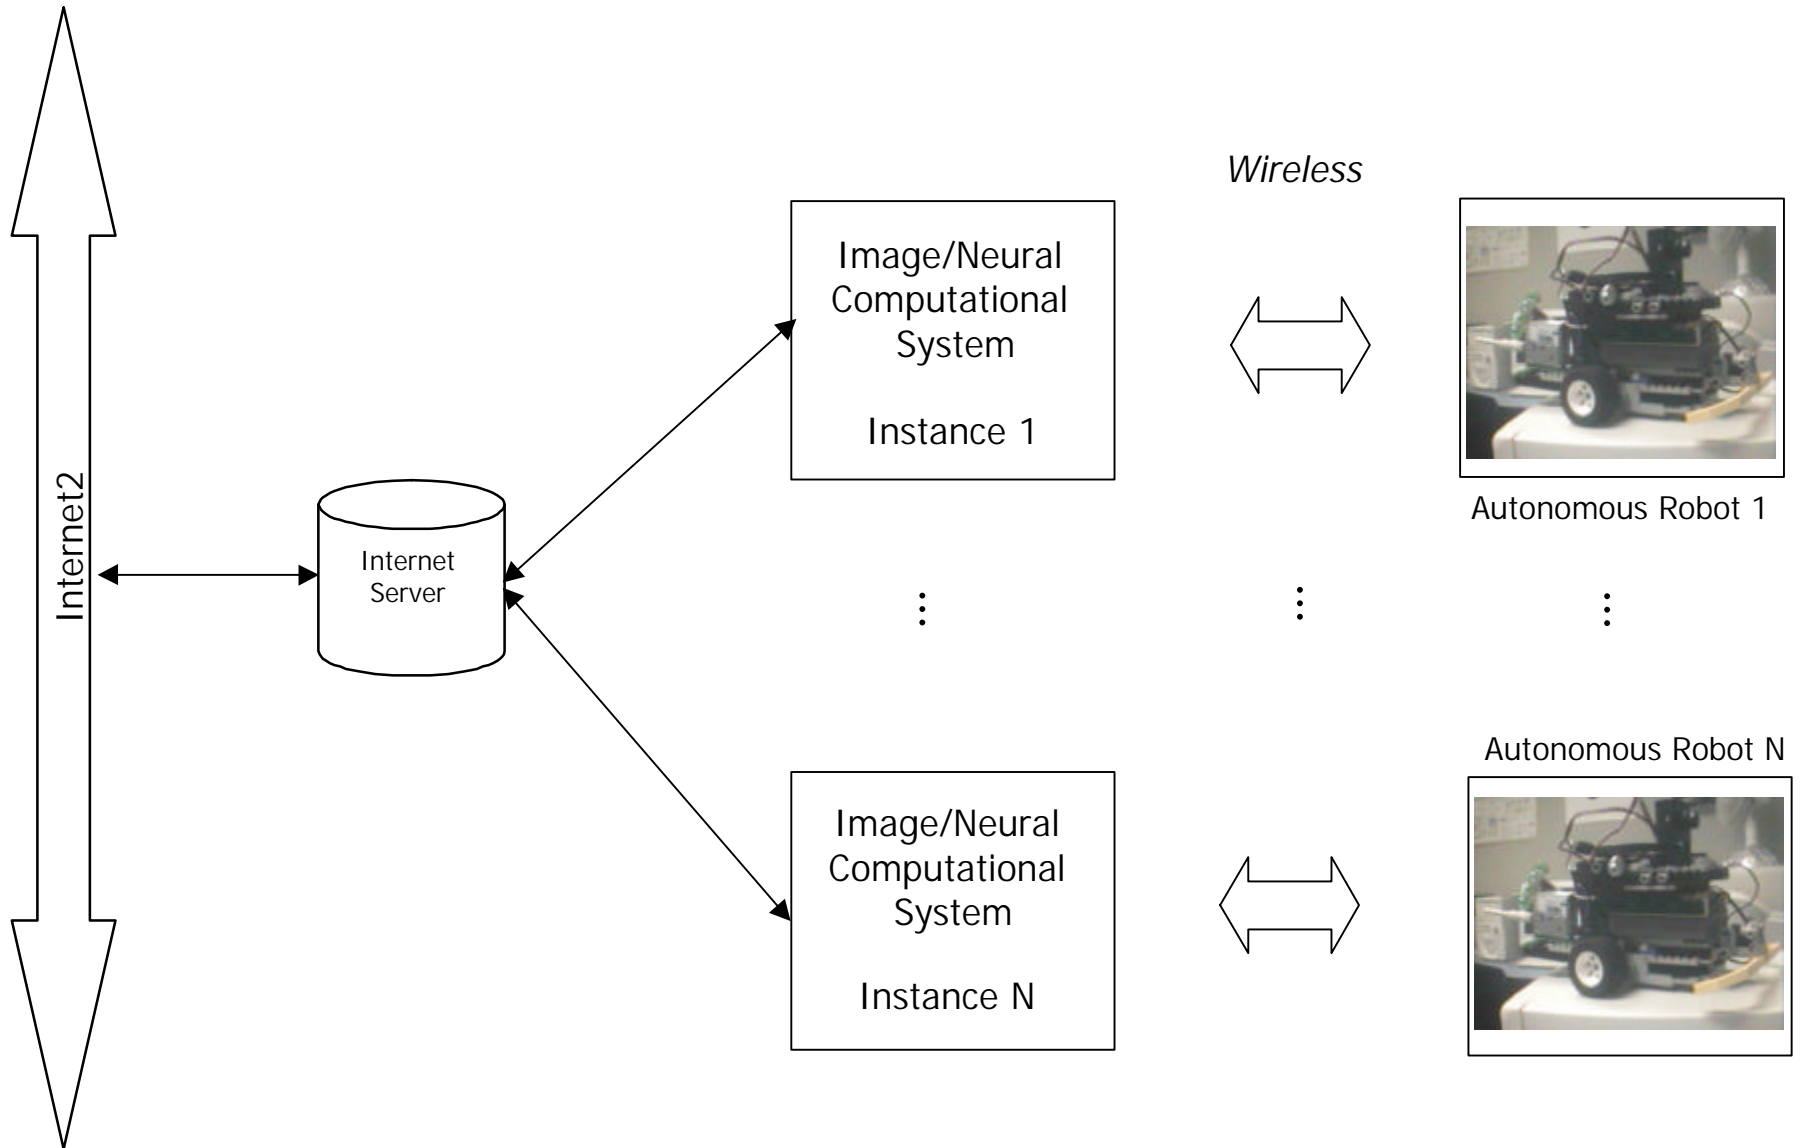 Internet2
Internet
Server
Image/Neural
Computational
System
Instance 1
Wireless
Autonomous Robot 1
Image/Neural
Computational
System
Instance N
Autonomous Robot N